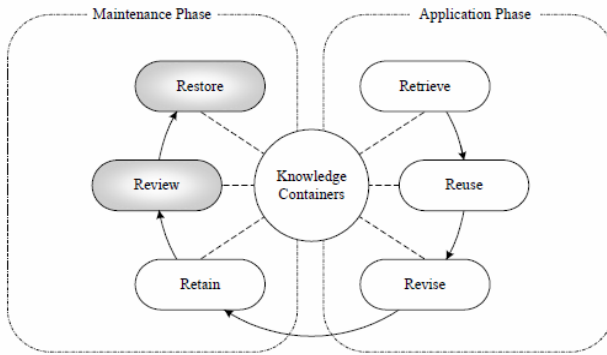 Maintenance Phase
Application Phase
Restore
Retrieve
Review
Knowledge
Containers
Reuse
Retain
Revise